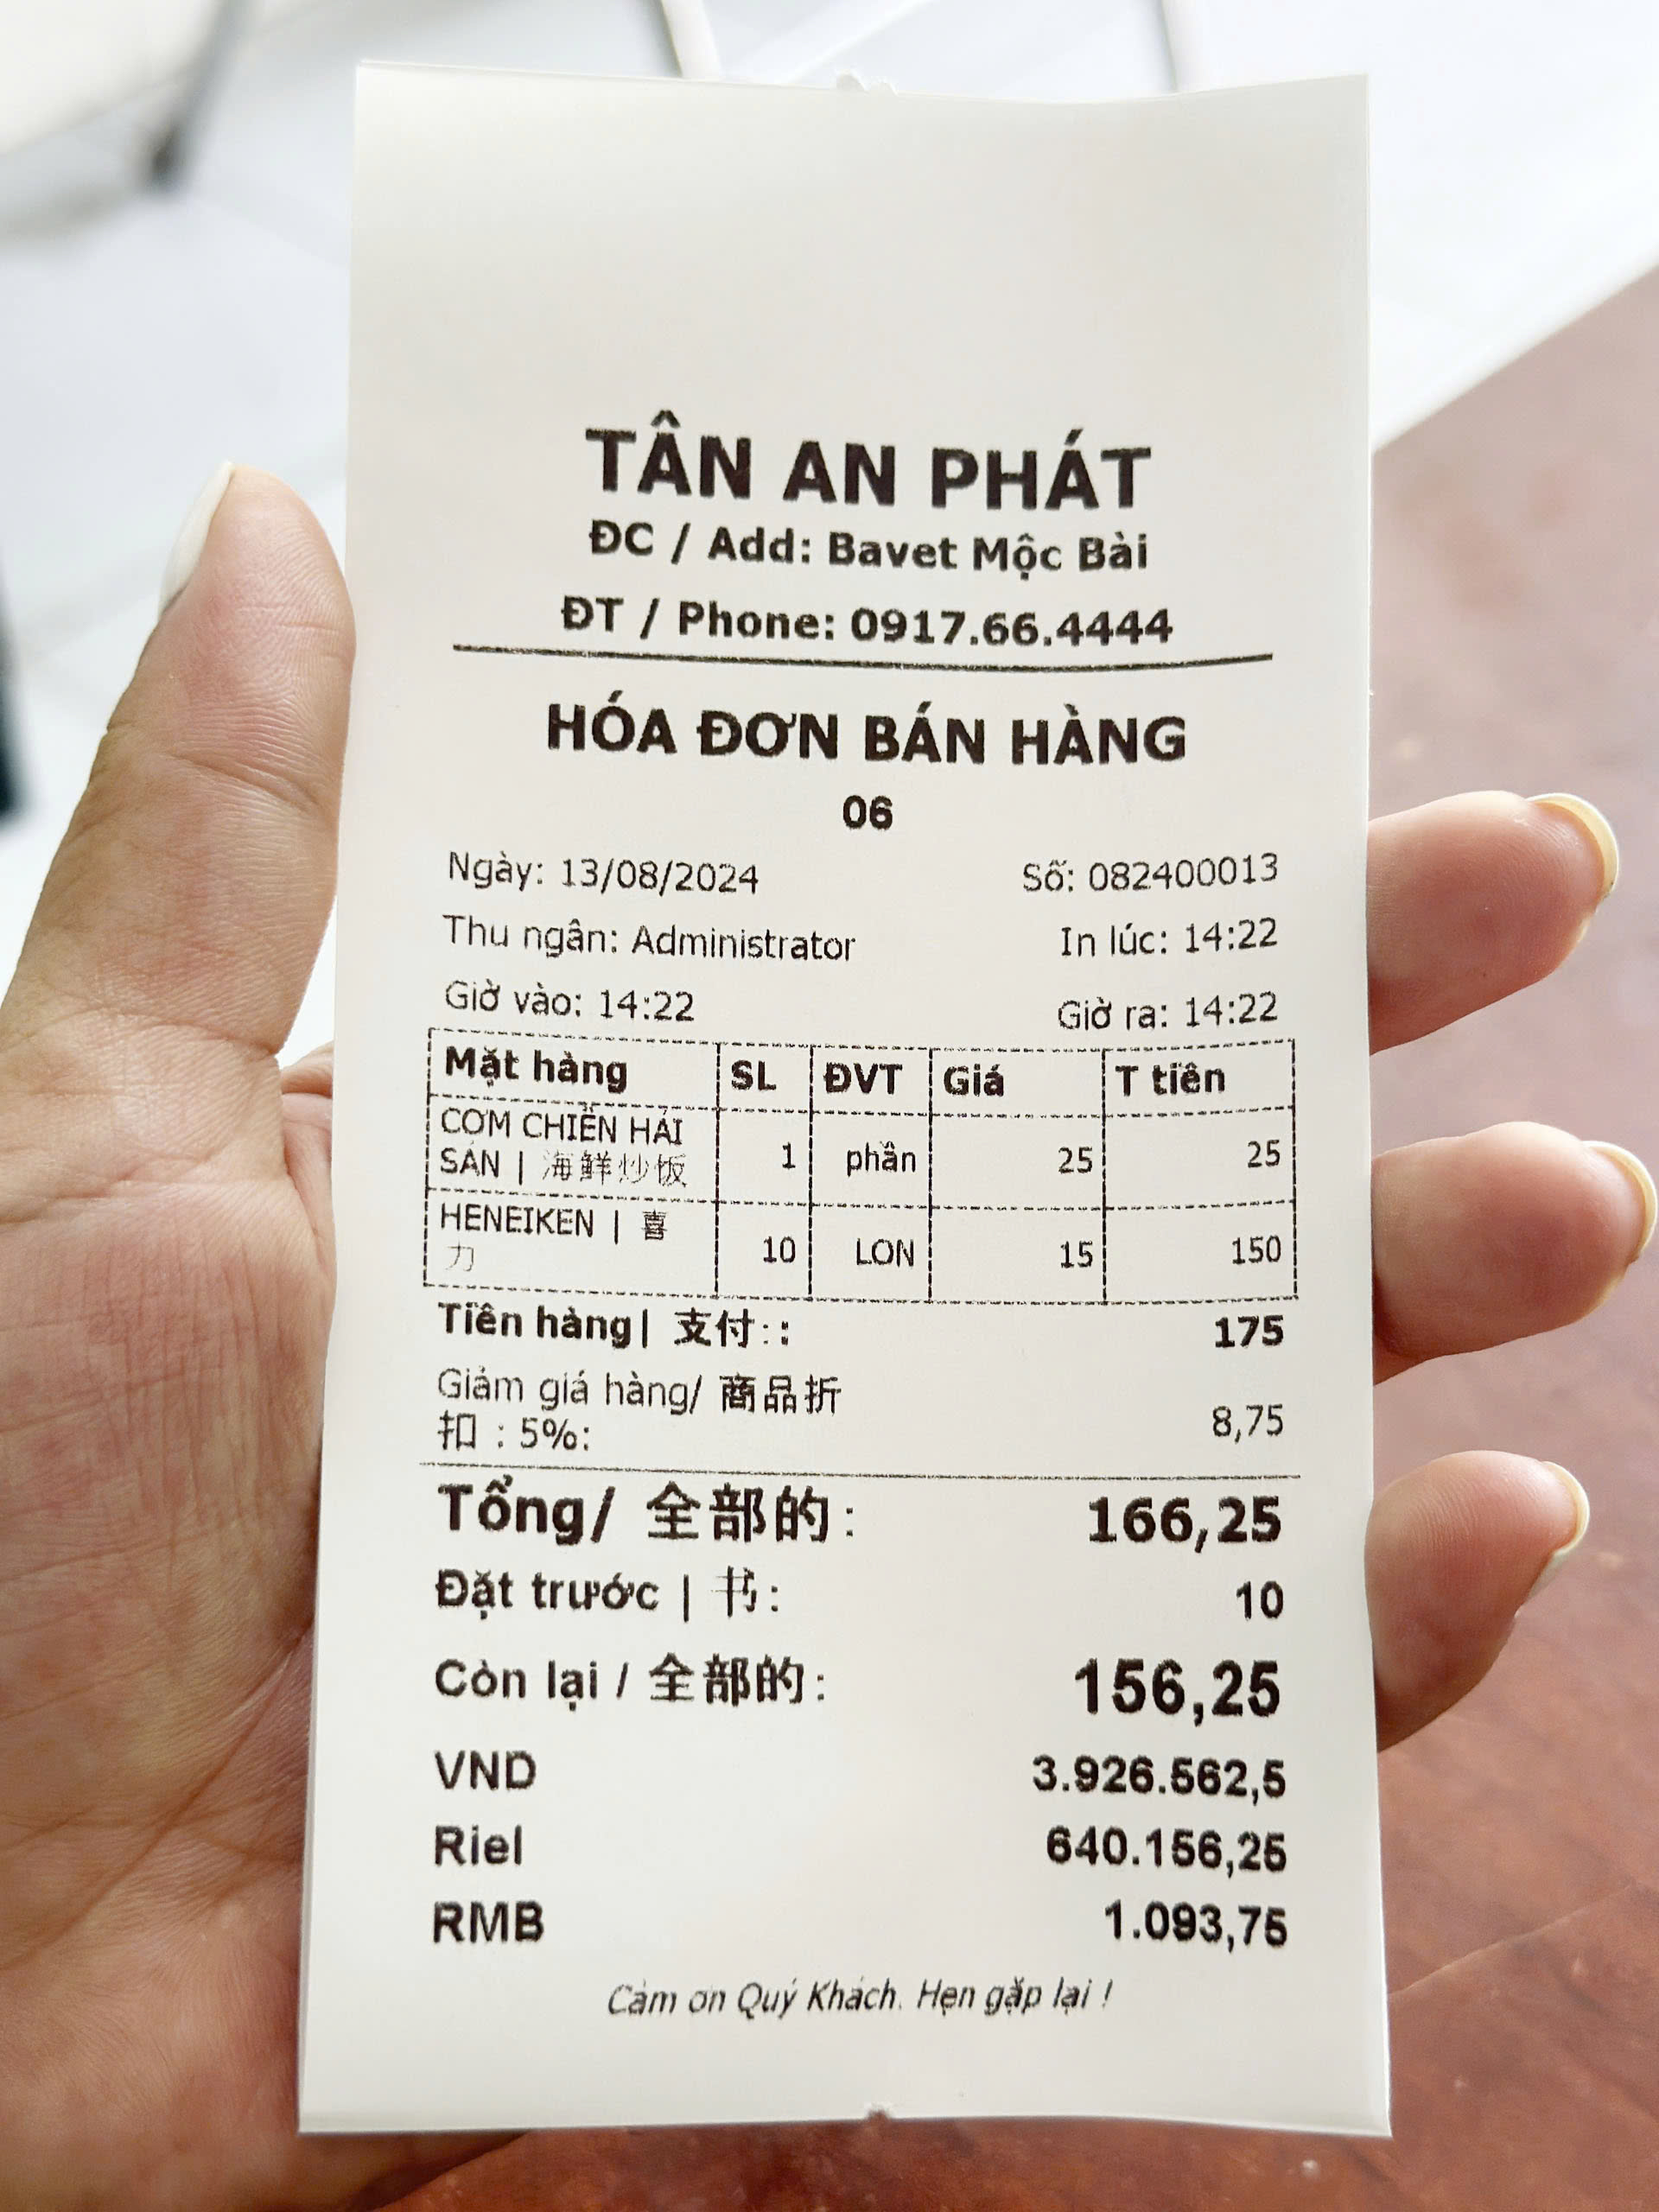 TÂN AN PHÁT
ĐC / Add: Bavet Mộc Bài
ĐT / Phone: 0917.66.4444
HÓA ĐƠN BÁN HÀNG
06
Ngày: 13/08/2024 Số: 082400013
Thu ngân: Administrator In lúc: 14:22
Giờ vào: 14:22 Giờ ra: 14:22
Mặt hàng SL ĐVT Giá T tiền
CƠM CHIÊN HẢI
SẢN | 海鲜炒饭 1 phần 25 25
HENEIKEN | 喜
力 10 LON 15 150
Tiền hàng| 支付:: 175
Giảm giá hàng/ 商品折
扣 : 5%: 8,75
Tổng/ 全部的: 166,25
Đặt trước | 书: 10
Còn lại / 全部的: 156,25
VND 3.926.562,5
Riel 640.156,25
RMB 1.093,75
Cảm ơn Quý Khách. Hẹn gặp lại !